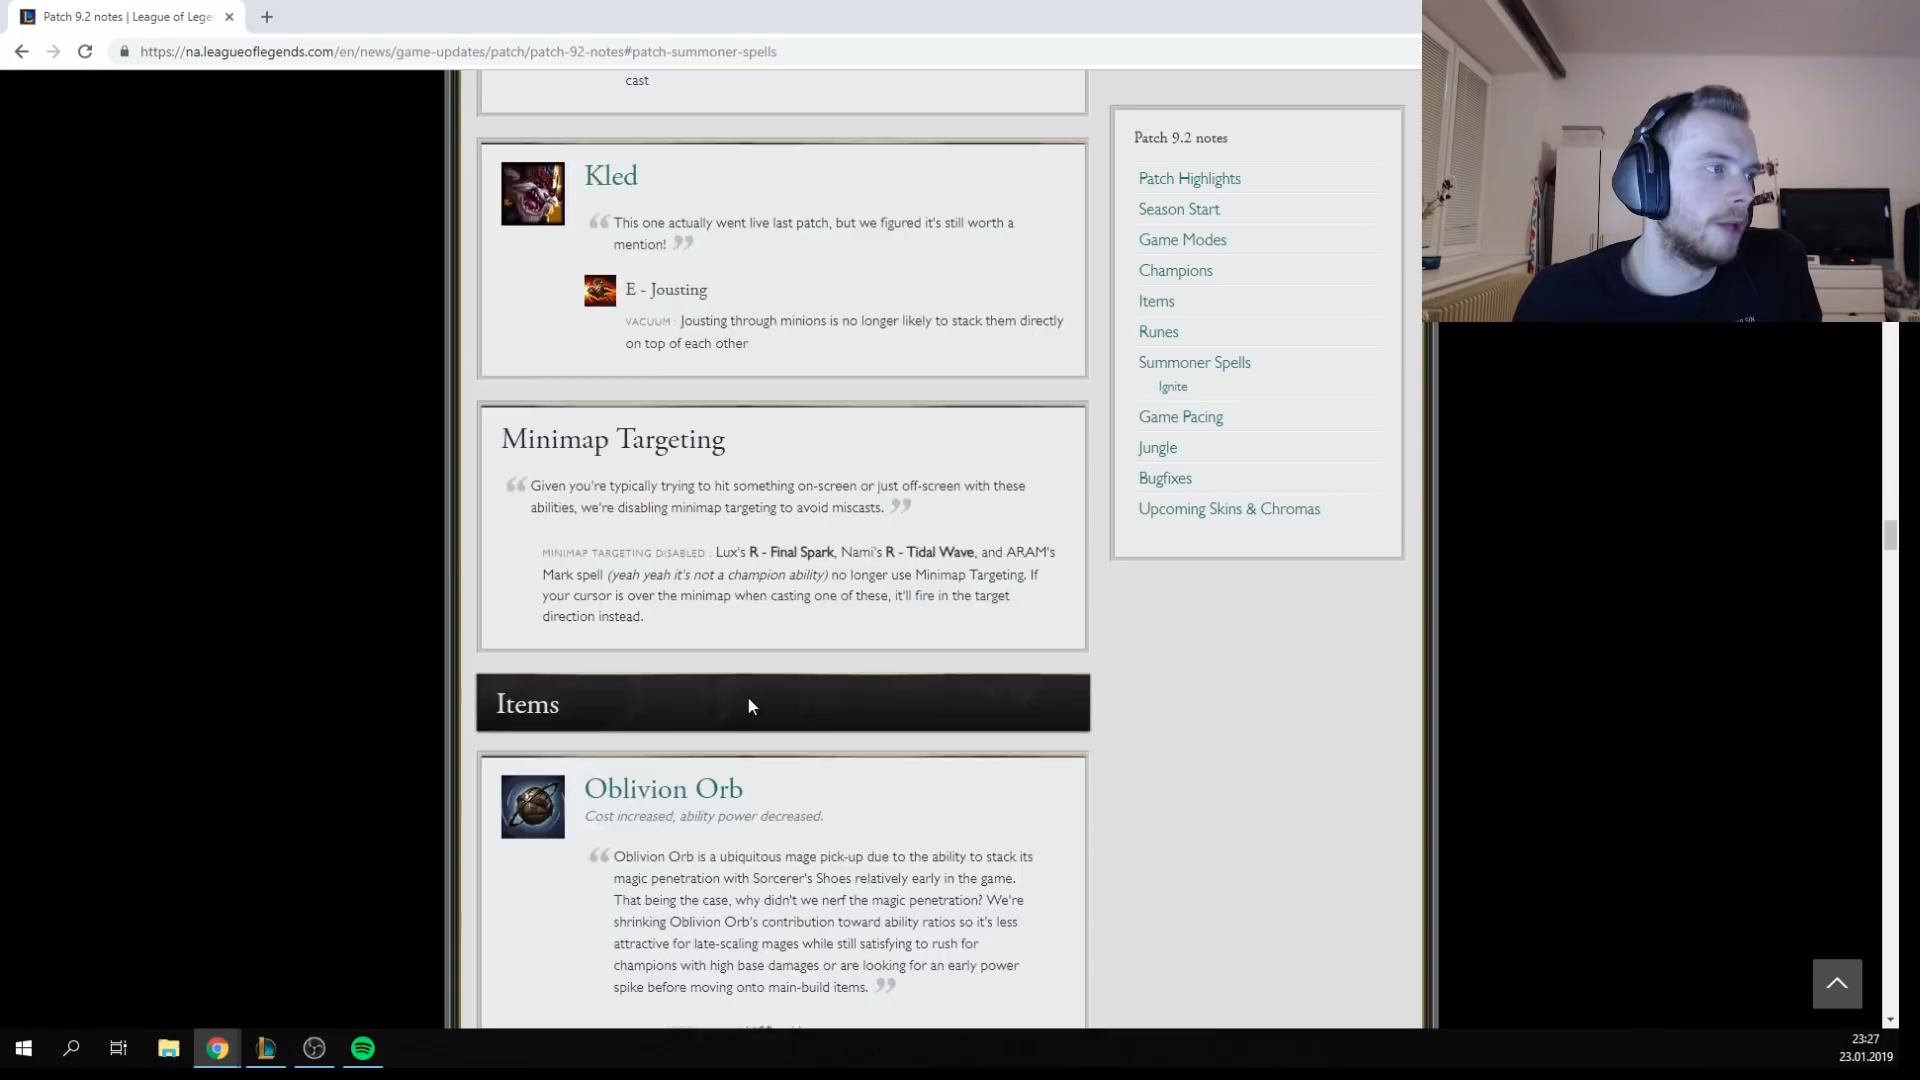 Patch 9.2 notes | League of Lege
https://na.leagueoflegends.com/en/news/game-updates/patch/patch-92-notes#patch-summoner-spells
cast
Kled
“ This one actually went live last patch, but we figured it's still worth a
mention! ”
E - Jousting
VACUUM : Jousting through minions is no longer likely to stack them directly
on top of each other
Minimap Targeting
“ Given you're typically trying to hit something on-screen or just off-screen with these
abilities, we're disabling minimap targeting to avoid miscasts. ”
MINIMAP TARGETING DISABLED : Lux's R - Final Spark, Nami's R - Tidal Wave, and ARAM's
Mark spell (yeah yeah it's not a champion ability) no longer use Minimap Targeting. If
your cursor is over the minimap when casting one of these, it'll fire in the target
direction instead.
Items
Oblivion Orb
Cost increased, ability power decreased.
“ Oblivion Orb is a ubiquitous mage pick-up due to the ability to stack its
magic penetration with Sorcerer's Shoes relatively early in the game.
That being the case, why didn't we nerf the magic penetration? We're
shrinking Oblivion Orb's contribution toward ability ratios so it's less
attractive for late-scaling mages while still satisfying to rush for
champions with high base damages or are looking for an early power
spike before moving onto main-build items. ”
Patch 9.2 notes
Patch Highlights
Season Start
Game Modes
Champions
Items
Runes
Summoner Spells
Ignite
Game Pacing
Jungle
Bugfixes
Upcoming Skins & Chromas
23:27
23.01.2019